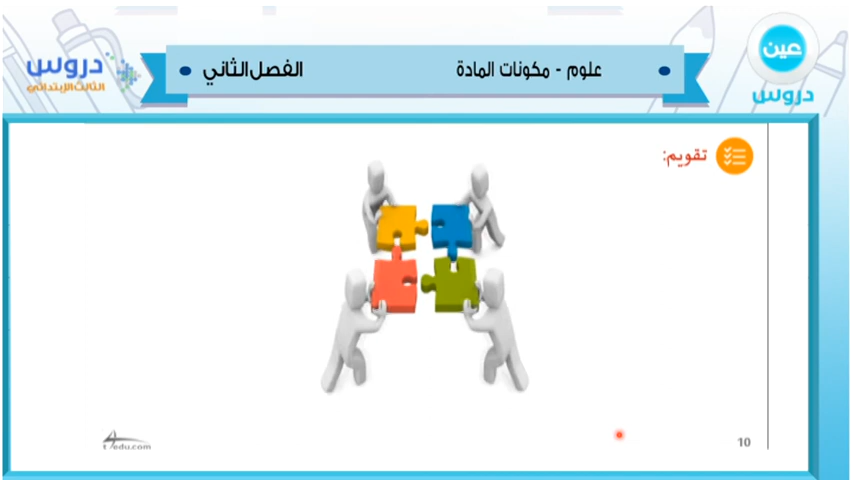 عين
دروس
علوم - مكونات المادة
الفصل الثاني
دروس
الثالث الابتدائي
تقويم:
10
t4edu.com